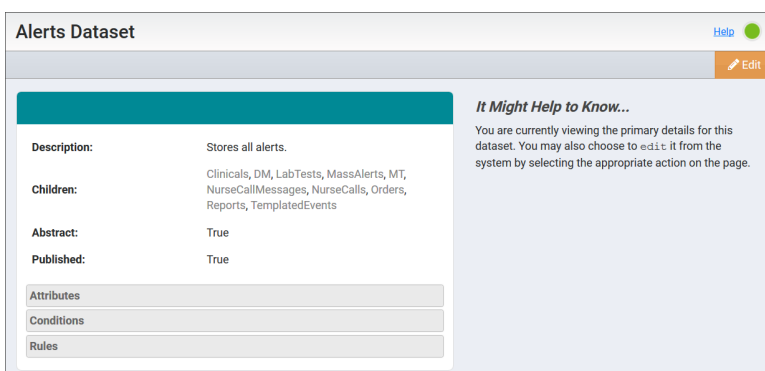 Alerts Dataset
Help
Edit
Description: Stores all alerts.
Children: Clinicals, DM, LabTests, MassAlerts, MT,
NurseCallMessages, NurseCalls, Orders,
Reports, TemplatedEvents
Abstract: True
Published: True
Attributes
Conditions
Rules
It Might Help to Know...
You are currently viewing the primary details for this
dataset. You may also choose to edit it from the
system by selecting the appropriate action on the page.